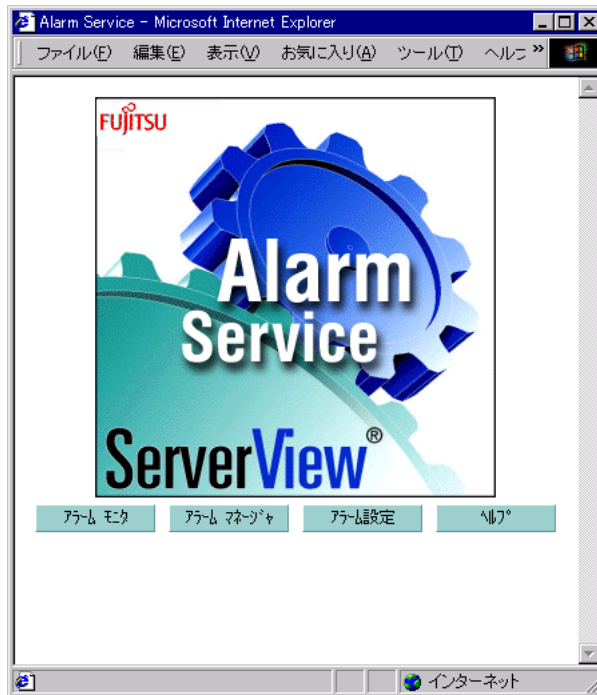 Alarm Service - Microsoft Internet Explorer
ファイル(F) 編集(E) 表示(V) お気に入り(A) ツール(T) ヘルプ »
FUJITSU
Alarm
Service
ServerView®
ｱﾗｰﾑ ﾓﾆﾀ ｱﾗｰﾑ ﾏﾈｰｼﾞｬ ｱﾗｰﾑ設定 ﾍﾙﾌﾟ
インターネット